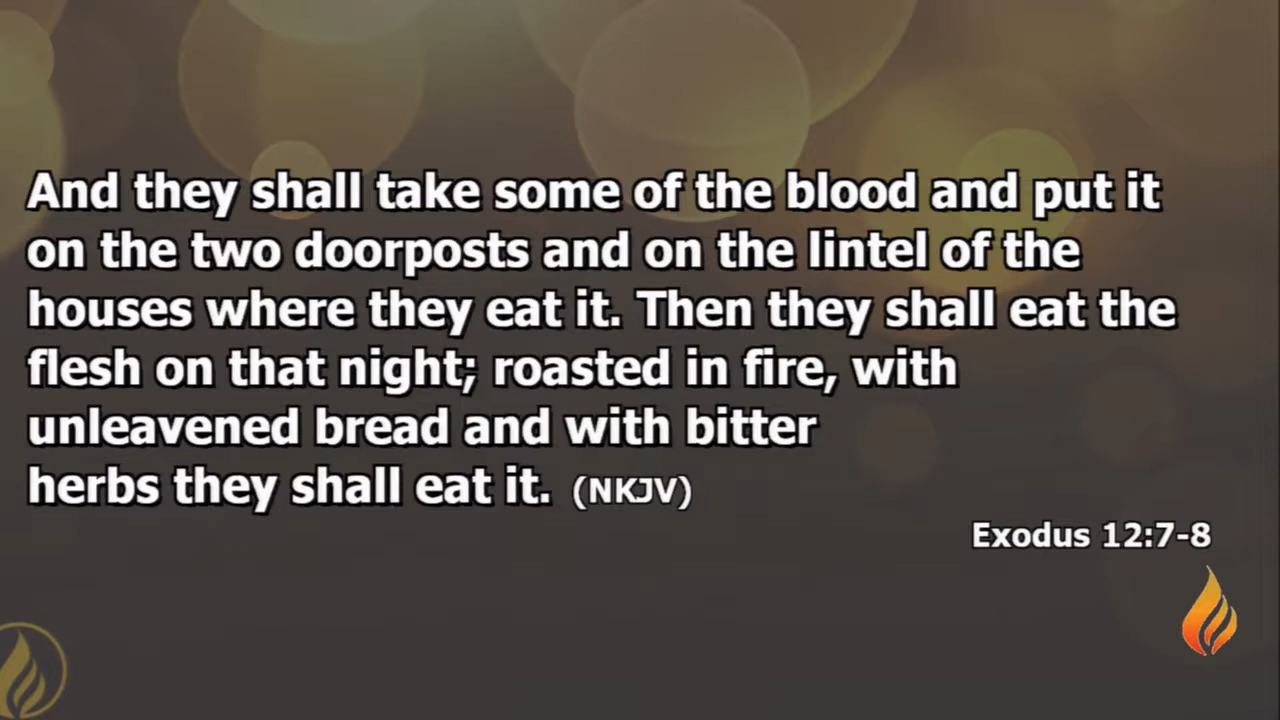 And they shall take some of the blood and put it
on the two doorposts and on the lintel of the
houses where they eat it. Then they shall eat the
flesh on that night; roasted in fire, with
unleavened bread and with bitter
herbs they shall eat it. (NKJV)
Exodus 12:7-8